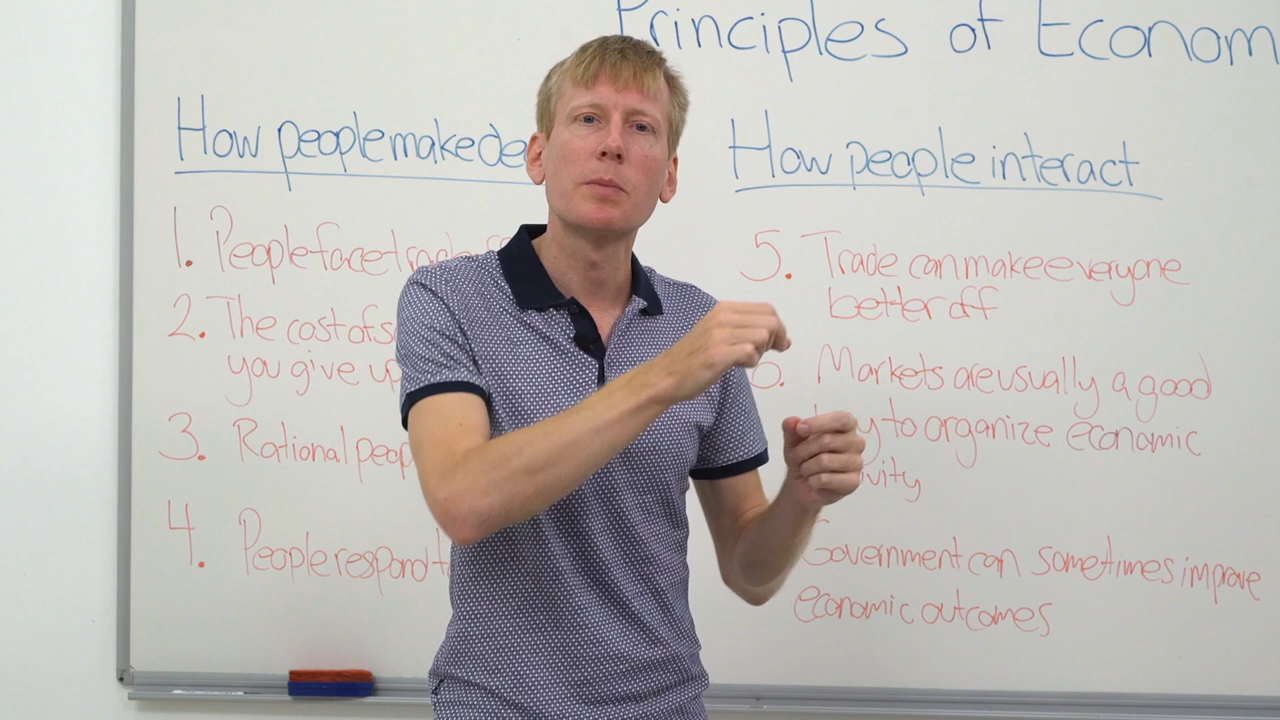 Principles of Econom
How people make de
How people interact
1. People face trade
2. The cost of s
you give up
3. Rational peop
4. People respond t
5. Trade can make everyone
better off
6. Markets are usually a good
y to organize economic
ivity
Government can sometimes improve
economic outcomes